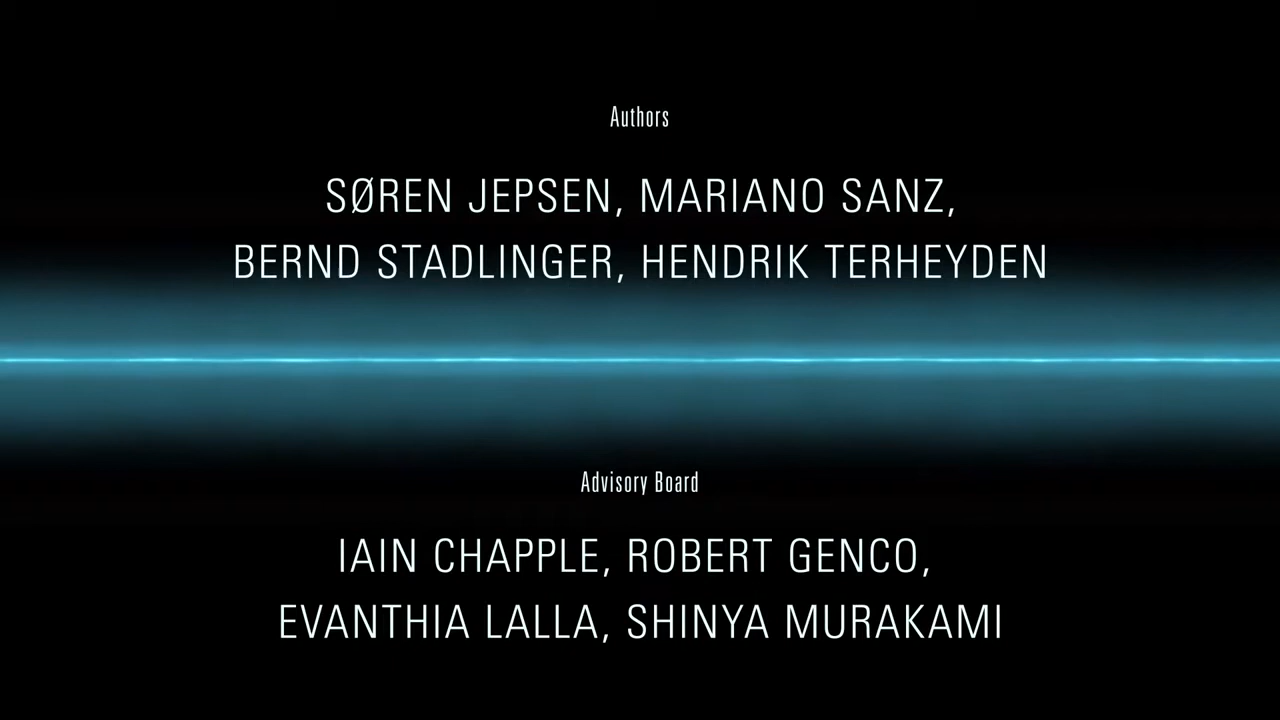 Authors
SØREN JEPSEN, MARIANO SANZ,
BERND STADLINGER, HENDRIK TERHEYDEN
Advisory Board
IAIN CHAPPLE, ROBERT GENCO,
EVANTHIA LALLA, SHINYA MURAKAMI